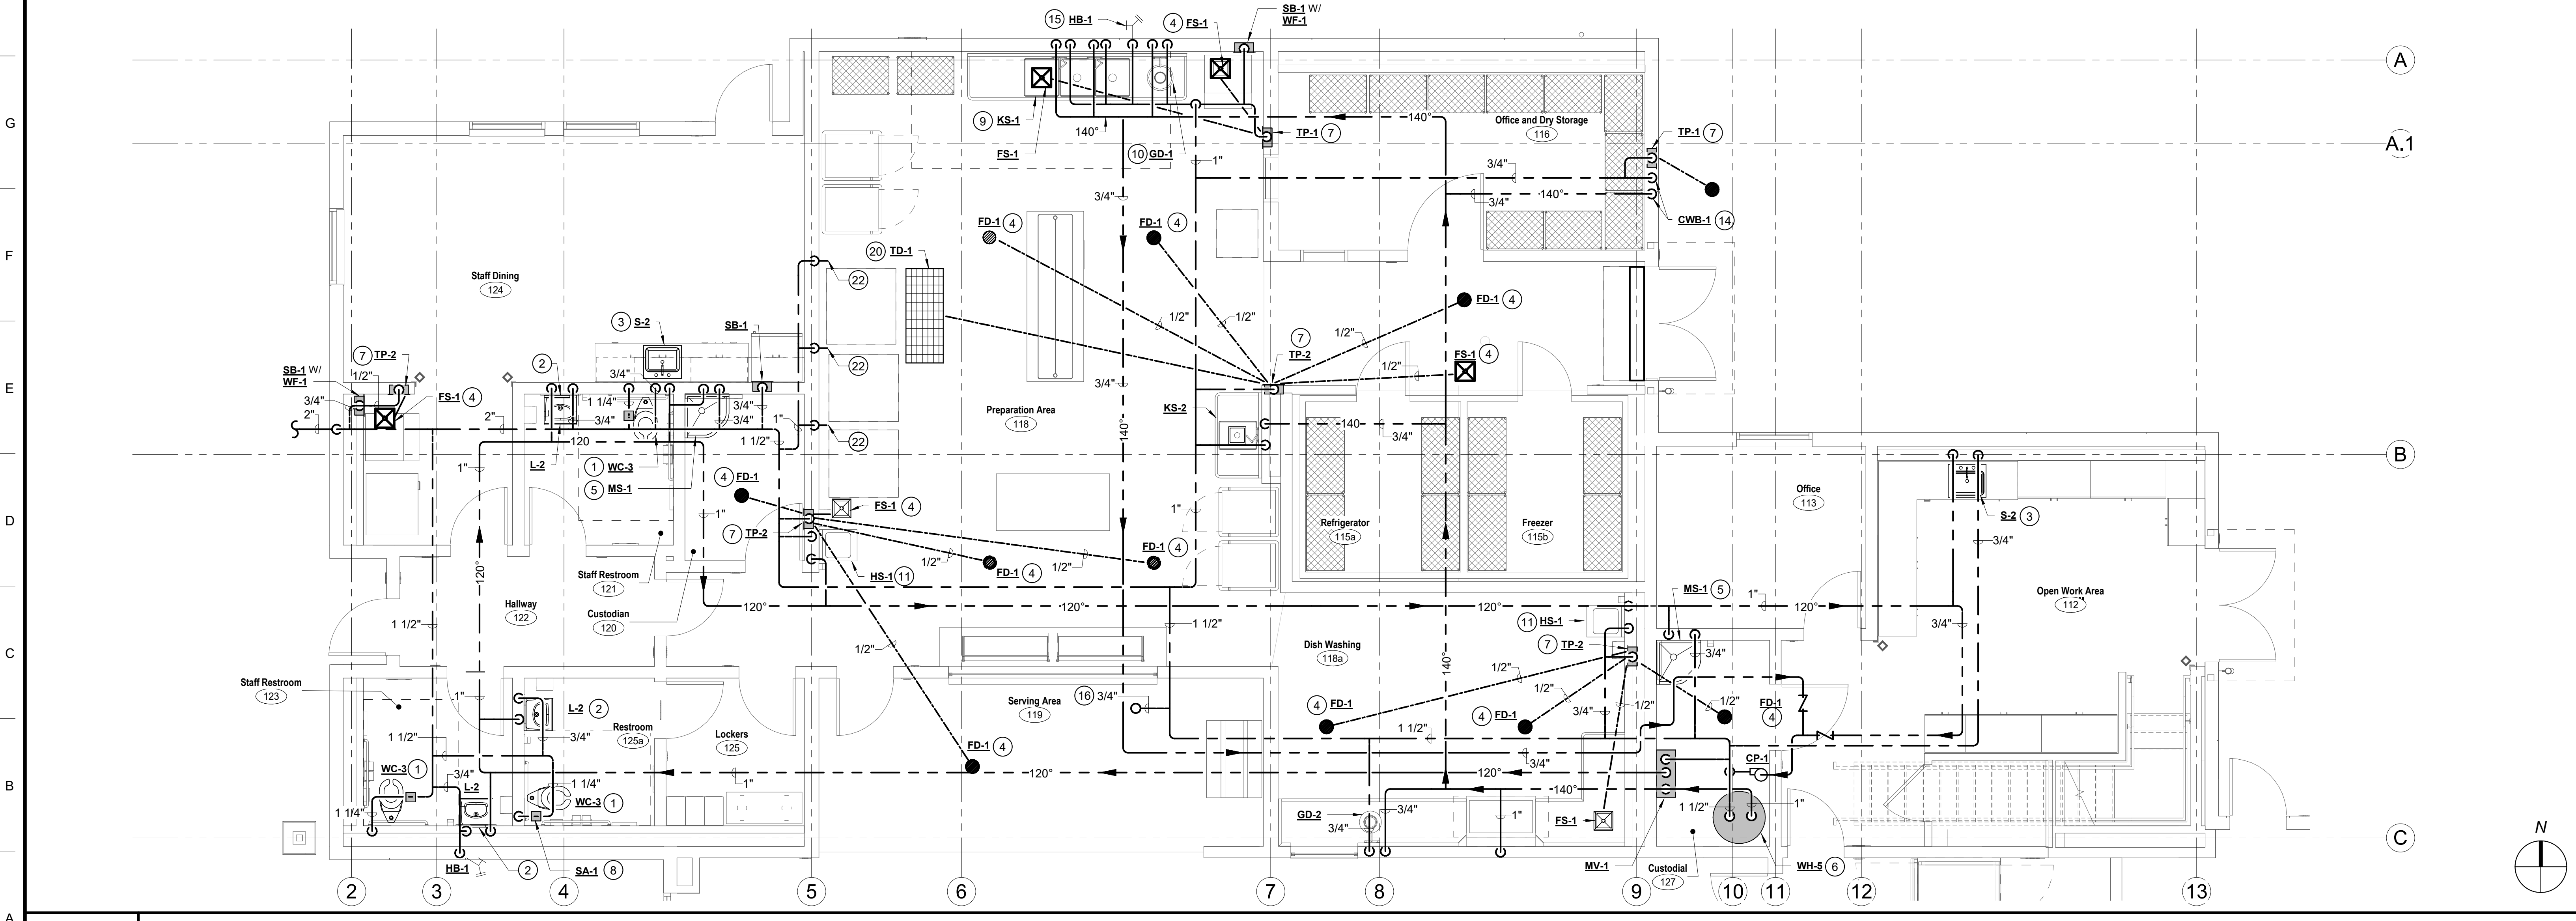 SB-1 W/
WF-1
15 HB-1
4 FS-1
A
G
9 KS-1
FS-1
140°
10 GD-1
1"
TP-1 7
140°
Office and Dry Storage
116
TP-1 7
A.1
3/4"
3/4"
140°
3/4"
CWB-1 14
FD-1 4
FD-1 4
F
20 TD-1
Staff Dining
124
22
FD-1 4
3 S-2
SB-1
1/2"
1/2"
1/2"
7
TP-2
22
7 TP-2
SB-1 W/
WF-1
1/2"
2
3/4"
FS-1 4
1/2"
E
3/4"
FS-1 4
1 1/4"
3/4"
3/4"
3/4"
3/4"
1"
KS-2
Preparation Area
118
2"
2"
120
1 1/2"
22
140°
140
3/4"
B
L-2
1 WC-3
5 MS-1
1"
4 FD-1
Office
113
FS-1 4
1"
1"
S-2 3
D
Refrigerator
115a
Freezer
115b
7 TP-2
3/4"
FD-1 4
1/2"
1/2"
HS-1 11
FD-1 4
120°
Staff Restroom
121
Hallway
122
Custodian
120
MS-1 5
1"
Open Work Area
112
120°
120°
120°
120°
1 1/2"
1 1/2"
11 HS-1
3/4"
C
1/2"
Dish Washing
118a
7 TP-2
3/4"
140°
Staff Restroom
123
1/2"
1/2"
1"
16 3/4"
Serving Area
119
4 FD-1
4 FD-1
3/4"
1/2"
1/2"
FD-1
4
L-2 2
Restroom
125a
Lockers
125
1 1/2"
3/4"
1 1/2"
FD-1 4
3/4"
CP-1
WC-3 1
3/4"
L-2
1 1/4"
1"
120°
120°
120°
B
140°
WC-3 1
1 1/4"
3/4"
1"
1 1/2"
1"
GD-2
3/4"
FS-1
C
HB-1
2
SA-1 8
MV-1
Custodial
127
WH-5 6
N
2
3
4
5
6
7
8
9
10
11
12
13
A